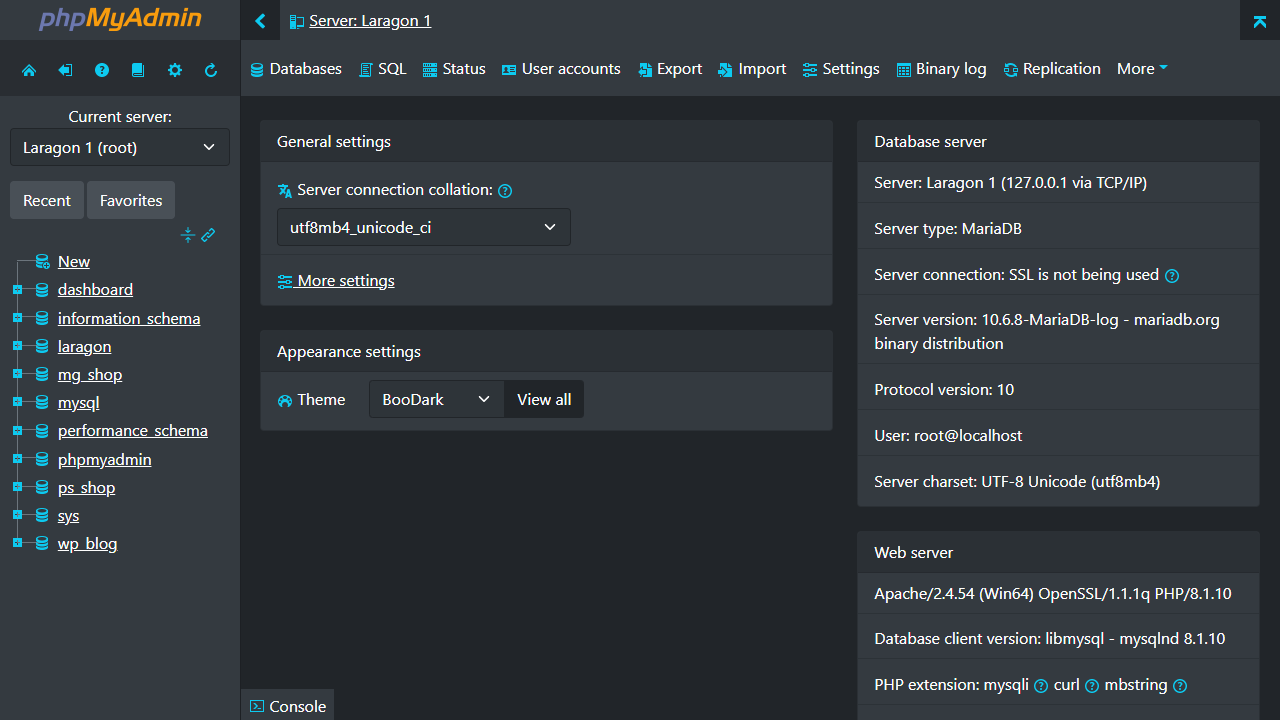 phpMyAdmin
Server: Laragon 1
Databases SQL Status User accounts Export Import Settings Binary log Replication More
Current server:
Laragon 1 (root)
Recent Favorites
New
dashboard
information_schema
laragon
mg_shop
mysql
performance_schema
phpmyadmin
ps_shop
sys
wp_blog
General settings
Server connection collation:
utf8mb4_unicode_ci
More settings
Appearance settings
Theme BooDark View all
Database server
Server: Laragon 1 (127.0.0.1 via TCP/IP)
Server type: MariaDB
Server connection: SSL is not being used
Server version: 10.6.8-MariaDB-log - mariadb.org
binary distribution
Protocol version: 10
User: root@localhost
Server charset: UTF-8 Unicode (utf8mb4)
Web server
Apache/2.4.54 (Win64) OpenSSL/1.1.1q PHP/8.1.10
Database client version: libmysql - mysqlnd 8.1.10
PHP extension: mysqli curl mbstring
Console